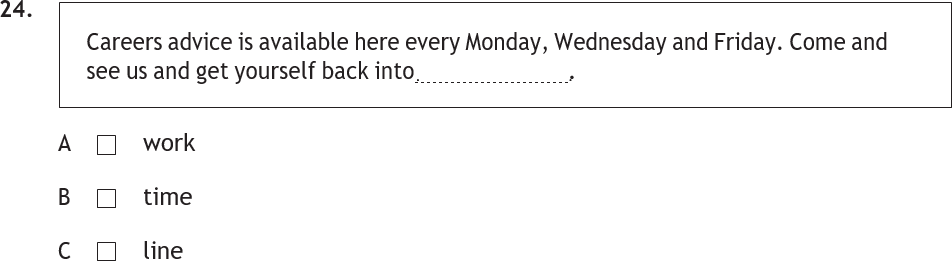 24.
Careers advice is available here every Monday, Wednesday and Friday. Come and
see us and get yourself back into .................... .
A work
B time
C line